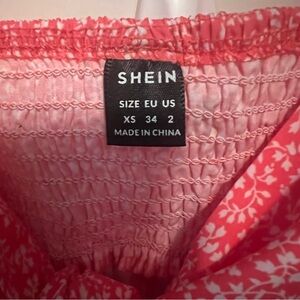 SHEIN
SIZE EU US
XS 34 2
MADE IN CHINA